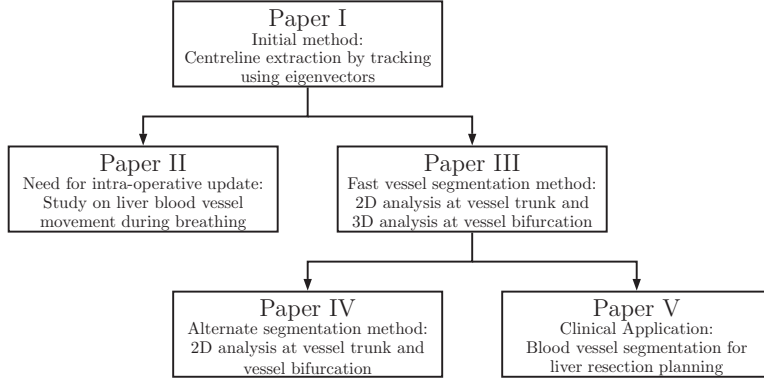 Paper I
Initial method:
Centreline extraction by tracking
using eigenvectors
Paper II
Need for intra-operative update:
Study on liver blood vessel
movement during breathing
Paper III
Fast vessel segmentation method:
2D analysis at vessel trunk and
3D analysis at vessel bifurcation
Paper IV
Alternate segmentation method:
2D analysis at vessel trunk and
vessel bifurcation
Paper V
Clinical Application:
Blood vessel segmentation for
liver resection planning